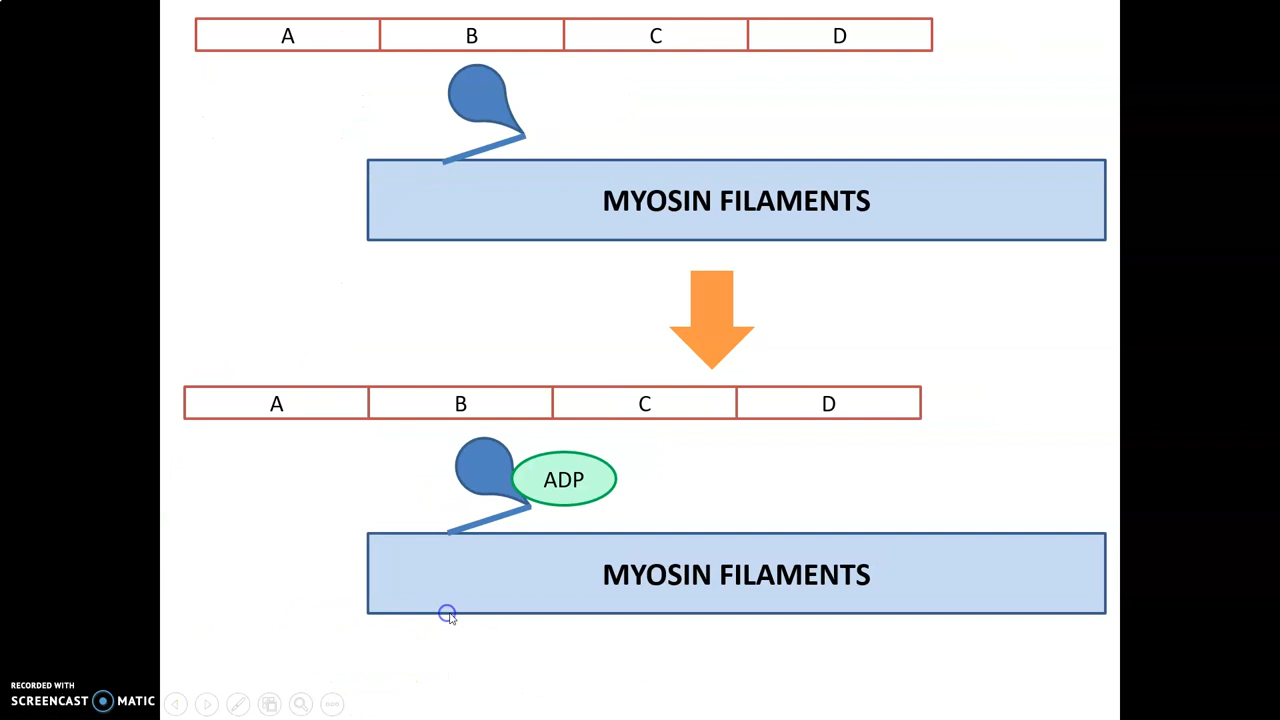 A B C D
MYOSIN FILAMENTS
A B C D
ADP
MYOSIN FILAMENTS
RECORDED WITH
SCREENCAST MATIC